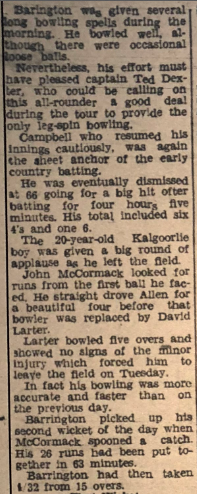 Barington was given several
long bowling spells during the
morning. He bowled well, al-
though there were occasional
loose balls.
Nevertheless, his effort must
have pleased captain Ted Dex-
ter, who could be calling on
this all-rounder a good deal
during the tour to provide the
only leg-spin bowling.
Campbell who resumed his
innings cautiously, was again
the sheet anchor of the early
country batting.
He was eventually dismissed
at 66 going for a big hit ofter
batting for four hours five
minutes. His total included six
4's and one 6.
The 20-year-old Kalgoorlie
boy was given a big round of
applause as he left the field.
John McCormack looked for
runs from the first ball he fac-
ed. He straight drove Allen for
a beautiful four before that
bowler was replaced by David
Larter.
Larter bowled five overs and
showed no signs of the minor
injury which forced him to
leave the field on Tuesday.
In fact his bowling was more
accurate and faster than on
the previous day.
Barrington picked up his
second wicket of the day when
McCormack spooned a catch.
His 26 runs had been put to-
gether in 63 minutes.
Barrington had then taken
4/32 from 15 overs.